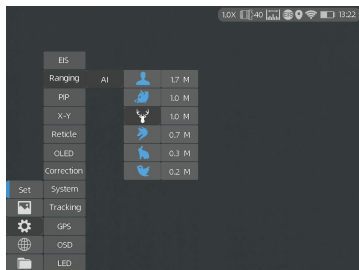 1.0X 40 13:22
EIS
Ranging AI 1.7 M
PIP 1.0 M
X-Y 1.0 M
Reticle 0.7 M
OLED 0.3 M
Correction 0.2 M
Set System
Tracking
GPS
OSD
LED